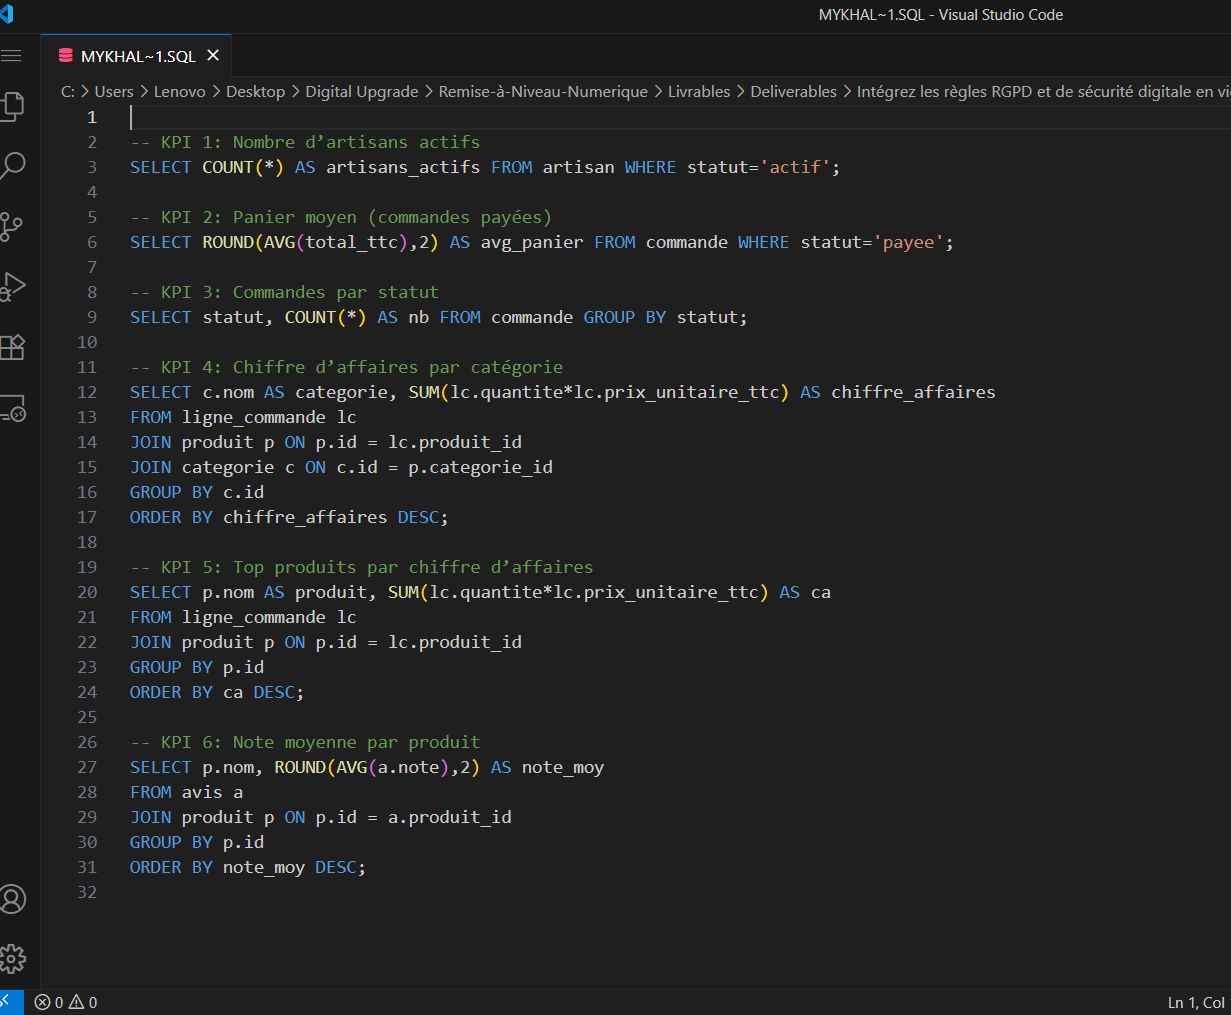 MYKHAL~1.SQL - Visual Studio Code
MYKHAL~1.SQL
C: > Users > Lenovo > Desktop > Digital Upgrade > Remise-à-Niveau-Numerique > Livrables > Deliverables > Intégrez les règles RGPD et de sécurité digitale en
1
2 -- KPI 1: Nombre d’artisans actifs
3 SELECT COUNT(*) AS artisans_actifs FROM artisan WHERE statut='actif';
4
5 -- KPI 2: Panier moyen (commandes payées)
6 SELECT ROUND(AVG(total_ttc),2) AS avg_panier FROM commande WHERE statut='payee';
7
8 -- KPI 3: Commandes par statut
9 SELECT statut, COUNT(*) AS nb FROM commande GROUP BY statut;
10
11 -- KPI 4: Chiffre d’affaires par catégorie
12 SELECT c.nom AS categorie, SUM(lc.quantite*lc.prix_unitaire_ttc) AS chiffre_affaires
13 FROM ligne_commande lc
14 JOIN produit p ON p.id = lc.produit_id
15 JOIN categorie c ON c.id = p.categorie_id
16 GROUP BY c.id
17 ORDER BY chiffre_affaires DESC;
18
19 -- KPI 5: Top produits par chiffre d’affaires
20 SELECT p.nom AS produit, SUM(lc.quantite*lc.prix_unitaire_ttc) AS ca
21 FROM ligne_commande lc
22 JOIN produit p ON p.id = lc.produit_id
23 GROUP BY p.id
24 ORDER BY ca DESC;
25
26 -- KPI 6: Note moyenne par produit
27 SELECT p.nom, ROUND(AVG(a.note),2) AS note_moy
28 FROM avis a
29 JOIN produit p ON p.id = a.produit_id
30 GROUP BY p.id
31 ORDER BY note_moy DESC;
32
0 0
Ln 1, Col